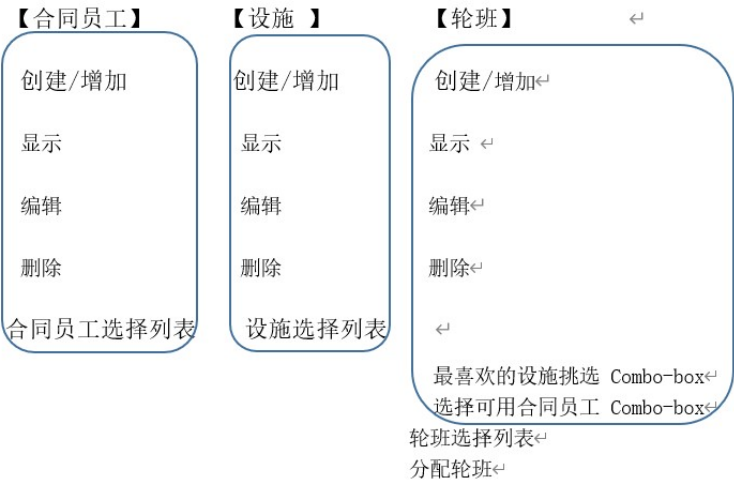 【合同员工】
创建/增加
显示
编辑
删除
合同员工选择列表
【设施 】
创建/增加
显示
编辑
删除
设施选择列表
【轮班】
创建/增加
显示
编辑
删除
最喜欢的设施挑选 Combo-box
选择可用合同员工 Combo-box
轮班选择列表
分配轮班